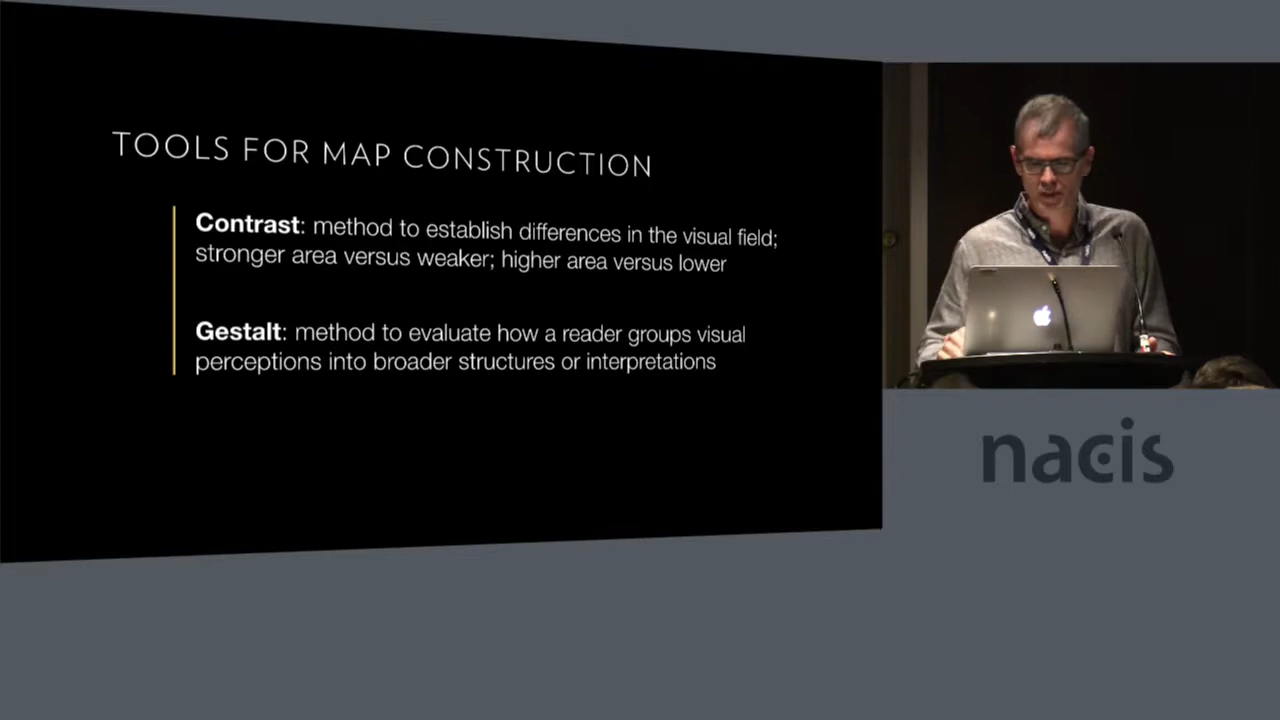 TOOLS FOR MAP CONSTRUCTION
Contrast: method to establish differences in the visual field;
stronger area versus weaker; higher area versus lower
Gestalt: method to evaluate how a reader groups visual
perceptions into broader structures or interpretations
nacis